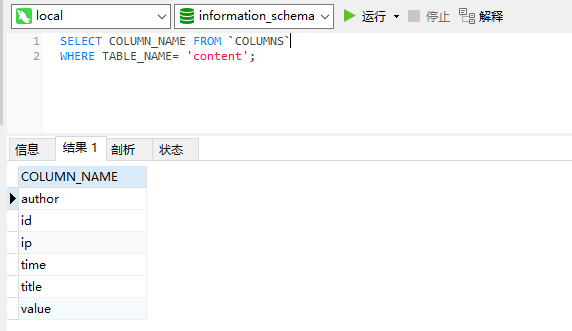 local information_schema 运行 停止 解释
1 SELECT COLUMN_NAME FROM `COLUMNS`
2 WHERE TABLE_NAME= 'content';
信息 结果 1 剖析 状态
COLUMN_NAME
author
id
ip
time
title
value